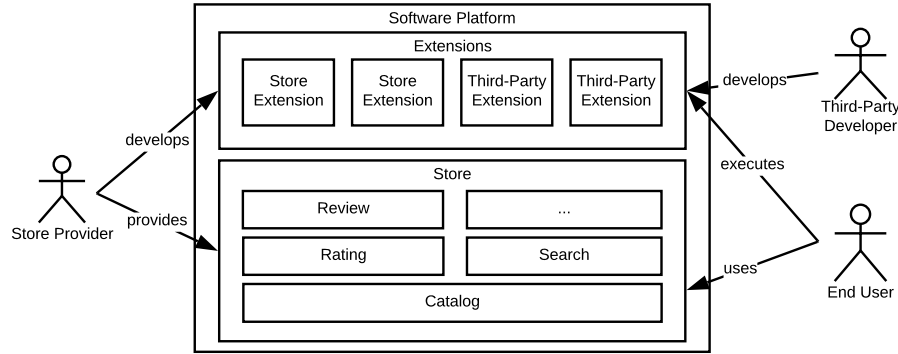 Software Platform
Extensions
Store
Extension
Store
Extension
Third-Party
Extension
Third-Party
Extension
develops
Third-Party
Developer
develops
executes
Store
Review
...
provides
Store Provider
Rating
Search
uses
Catalog
End User